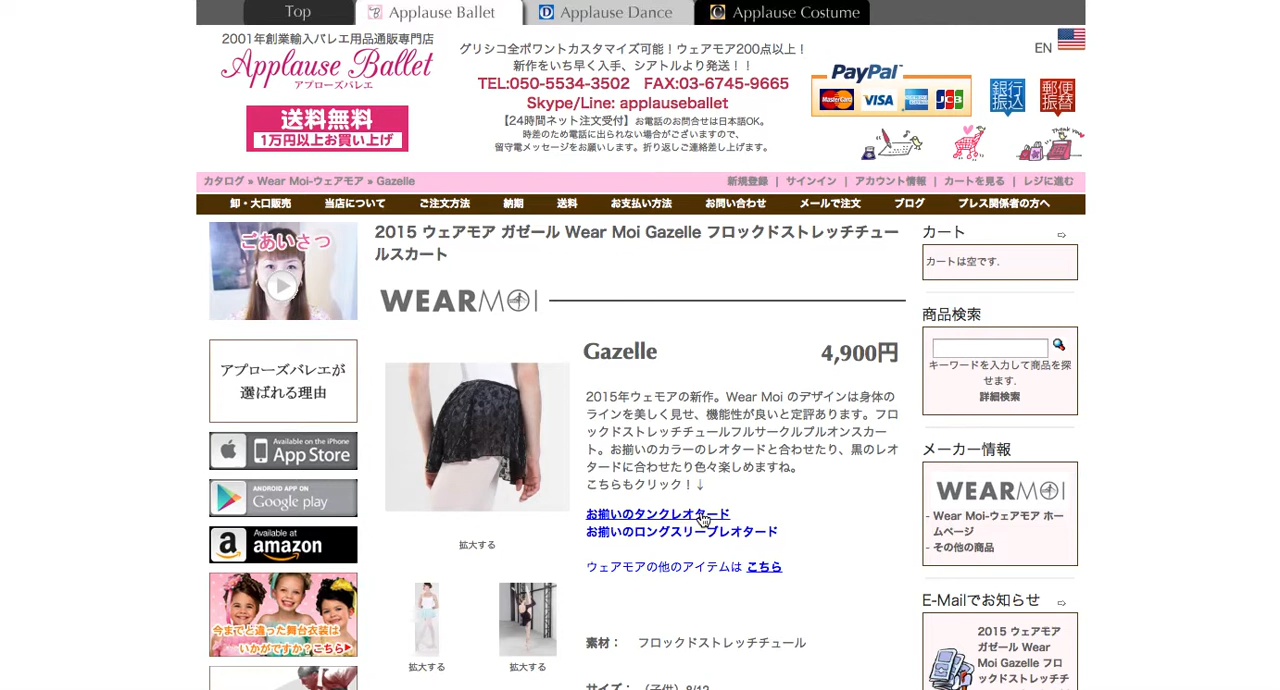 Top
Applause Ballet
Applause Dance
Applause Costume
2001年創業輸入バレエ用品通販専門店
Applause Ballet
アプローズバレエ
送料無料
1万円以上お買い上げ
グリシコ全ポワントカスタマイズ可能！ウェアモア200点以上！
新作をいち早く入手、シアトルより発送！！
TEL:050-5534-3502 FAX:03-6745-9665
Skype/Line: applauseballet
【24時間ネット注文受付】お電話のお問合せは日本語OK。
時差のため電話に出られない場合がございますので、
留守電メッセージをお願いします。折り返しご連絡差し上げます。
EN
PayPal
MasterCard
VISA
JCB
銀行振込
郵便振替
カタログ » Wear Moi-ウェアモア » Gazelle
新規登録 | サインイン | アカウント情報 | カートを見る | レジに進む
卸・大口販売
当店について
ご注文方法
納期
送料
お支払い方法
お問い合わせ
メールで注文
ブログ
プレス関係者の方へ
ごあいさつ
アプローズバレエが
選ばれる理由
Available on the iPhone
App Store
ANDROID APP ON
Google play
Available at
amazon
今までと違った舞台衣装は
いかがですか？こちら▶
2015 ウェアモア ガゼール Wear Moi Gazelle フロックドストレッチチュー
ルスカート
WEARMOI
Gazelle
4,900円
2015年ウェモアの新作。Wear Moi のデザインは身体の
ラインを美しく見せ、機能性が良いと定評あります。フロ
ックドストレッチチュールフルサークルプルオンスカー
ト。お揃いのカラーのレオタードと合わせたり、黒のレオ
タードに合わせたり色々楽しめますね。
こちらもクリック！↓
お揃いのタンクレオタード
お揃いのロングスリーブレオタード
ウェアモアの他のアイテムは こちら
拡大する
拡大する
拡大する
素材： フロックドストレッチチュール
サイズ： （子供）8/12
カート
カートは空です.
商品検索
キーワードを入力して商品を探
せます.
詳細検索
メーカー情報
WEARMOI
- Wear Moi-ウェアモア ホー
ムページ
- その他の商品
E-Mailでお知らせ
2015 ウェアモア
ガゼール Wear
Moi Gazelle フロ
ックドストレッチチ